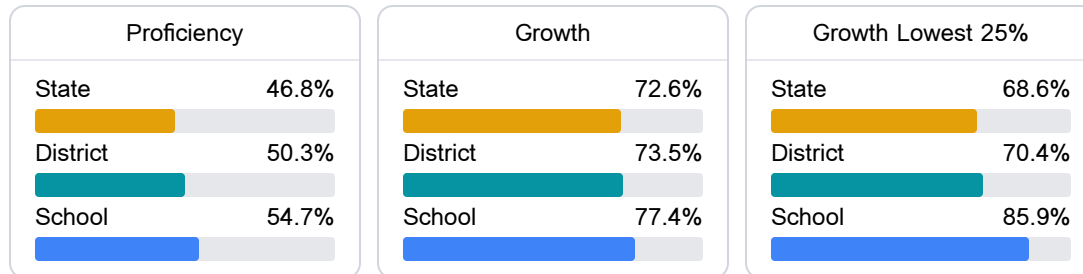 Proficiency
State 46.8%
District 50.3%
School 54.7%
Growth
State 72.6%
District 73.5%
School 77.4%
Growth Lowest 25%
State 68.6%
District 70.4%
School 85.9%